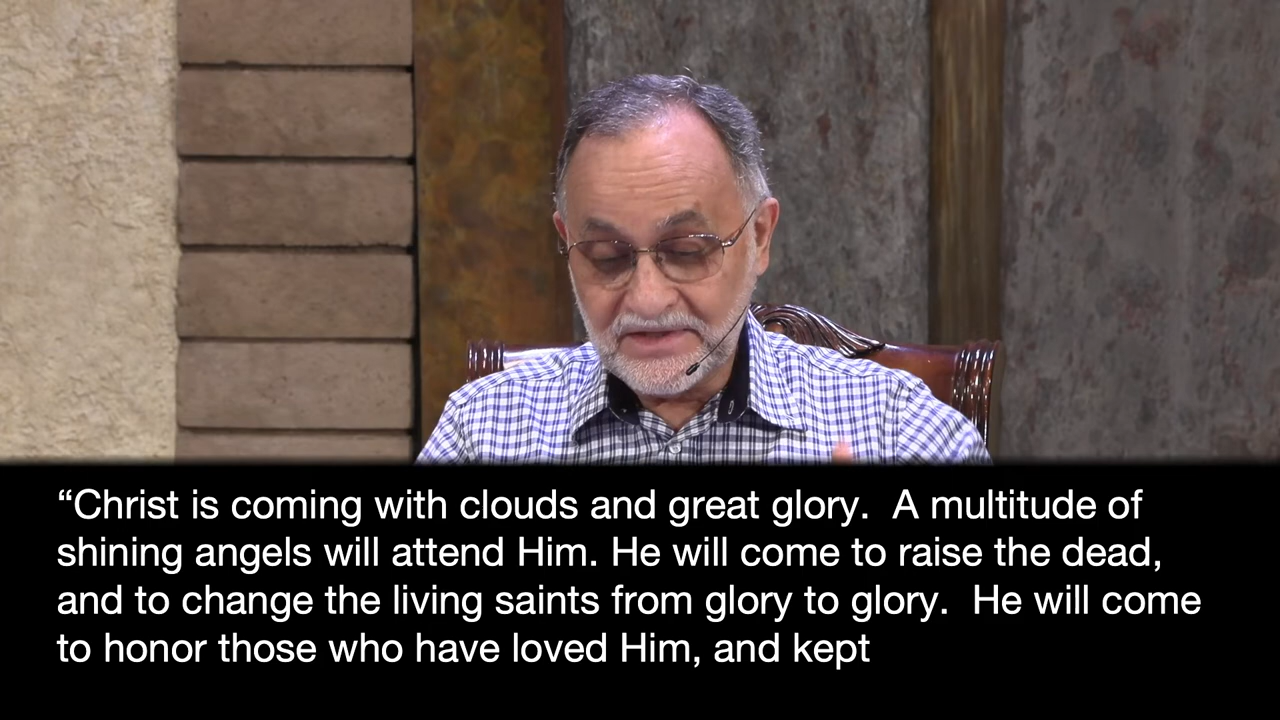 “Christ is coming with clouds and great glory.  A multitude of
shining angels will attend Him. He will come to raise the dead,
and to change the living saints from glory to glory.  He will come
to honor those who have loved Him, and kept